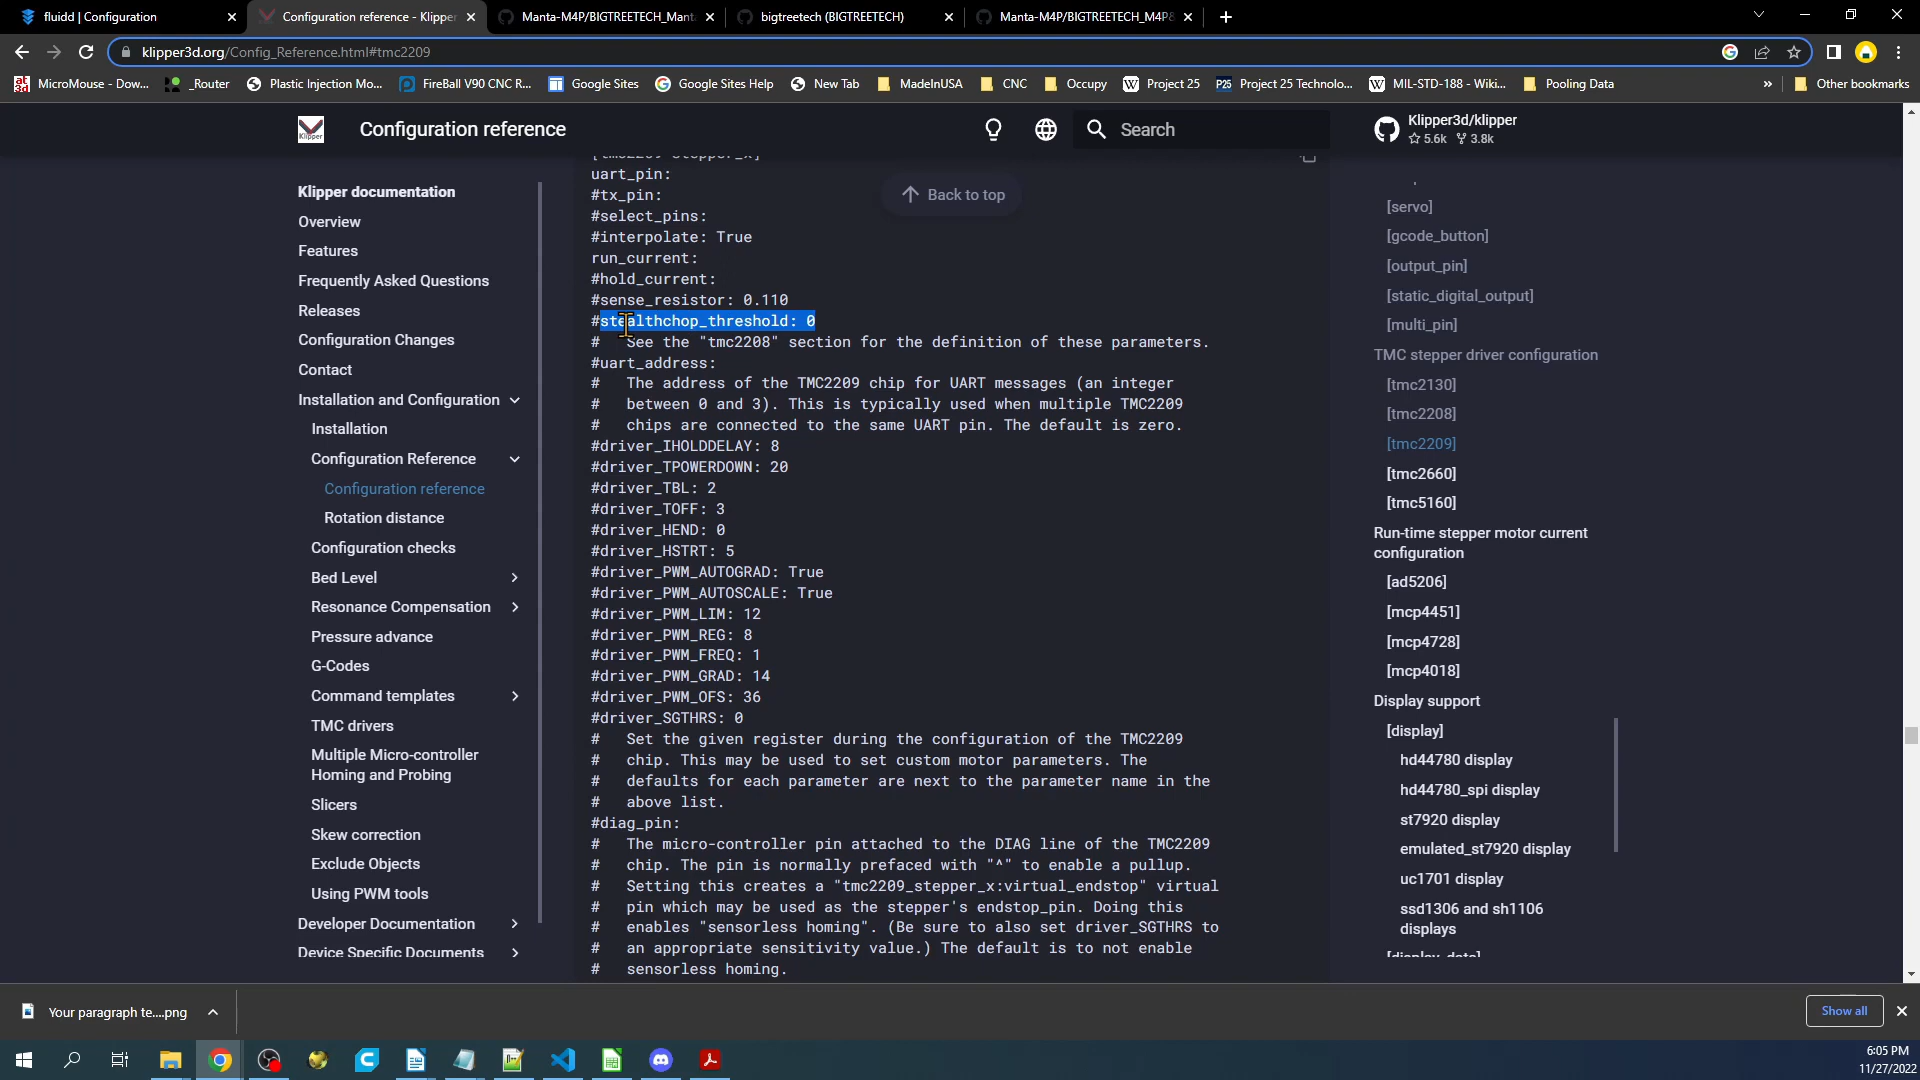 fluidd | Configuration
Configuration reference - Klipper
Manta-M4P/BIGTREETECH_Mant
bigtreetech (BIGTREETECH)
Manta-M4P/BIGTREETECH_M4P&
klipper3d.org/Config_Reference.html#tmc2209
MicroMouse - Dow...
_Router
Plastic Injection Mo...
FireBall V90 CNC R...
Google Sites
Google Sites Help
New Tab
MadeInUSA
CNC
Occupy
Project 25
P25
Project 25 Technolo...
MIL-STD-188 - Wiki...
Pooling Data
»
Other bookmarks
Klipper
Configuration reference
Search
Klipper3d/klipper
5.6k 3.8k
Klipper documentation
Overview
Features
Frequently Asked Questions
Releases
Configuration Changes
Contact
Installation and Configuration
Installation
Configuration Reference
Configuration reference
Rotation distance
Configuration checks
Bed Level
Resonance Compensation
Pressure advance
G-Codes
Command templates
TMC drivers
Multiple Micro-controller
Homing and Probing
Slicers
Skew correction
Exclude Objects
Using PWM tools
Developer Documentation
Device Specific Documents
Back to top
[tmc2209 stepper_x]
uart_pin:
#tx_pin:
#select_pins:
#interpolate: True
run_current:
#hold_current:
#sense_resistor: 0.110
#stealthchop_threshold: 0
#   See the "tmc2208" section for the definition of these parameters.
#uart_address:
#   The address of the TMC2209 chip for UART messages (an integer
#   between 0 and 3). This is typically used when multiple TMC2209
#   chips are connected to the same UART pin. The default is zero.
#driver_IHOLDDELAY: 8
#driver_TPOWERDOWN: 20
#driver_TBL: 2
#driver_TOFF: 3
#driver_HEND: 0
#driver_HSTRT: 5
#driver_PWM_AUTOGRAD: True
#driver_PWM_AUTOSCALE: True
#driver_PWM_LIM: 12
#driver_PWM_REG: 8
#driver_PWM_FREQ: 1
#driver_PWM_GRAD: 14
#driver_PWM_OFS: 36
#driver_SGTHRS: 0
#   Set the given register during the configuration of the TMC2209
#   chip. This may be used to set custom motor parameters. The
#   defaults for each parameter are next to the parameter name in the
#   above list.
#diag_pin:
#   The micro-controller pin attached to the DIAG line of the TMC2209
#   chip. The pin is normally prefaced with "^" to enable a pullup.
#   Setting this creates a "tmc2209_stepper_x:virtual_endstop" virtual
#   pin which may be used as the stepper's endstop_pin. Doing this
#   enables "sensorless homing". (Be sure to also set driver_SGTHRS to
#   an appropriate sensitivity value.) The default is to not enable
#   sensorless homing.
[servo]
[gcode_button]
[output_pin]
[static_digital_output]
[multi_pin]
TMC stepper driver configuration
[tmc2130]
[tmc2208]
[tmc2209]
[tmc2660]
[tmc5160]
Run-time stepper motor current
configuration
[ad5206]
[mcp4451]
[mcp4728]
[mcp4018]
Display support
[display]
hd44780 display
hd44780_spi display
st7920 display
emulated_st7920 display
uc1701 display
ssd1306 and sh1106
displays
[display_data]
Your paragraph te....png
Show all
6:05 PM
11/27/2022